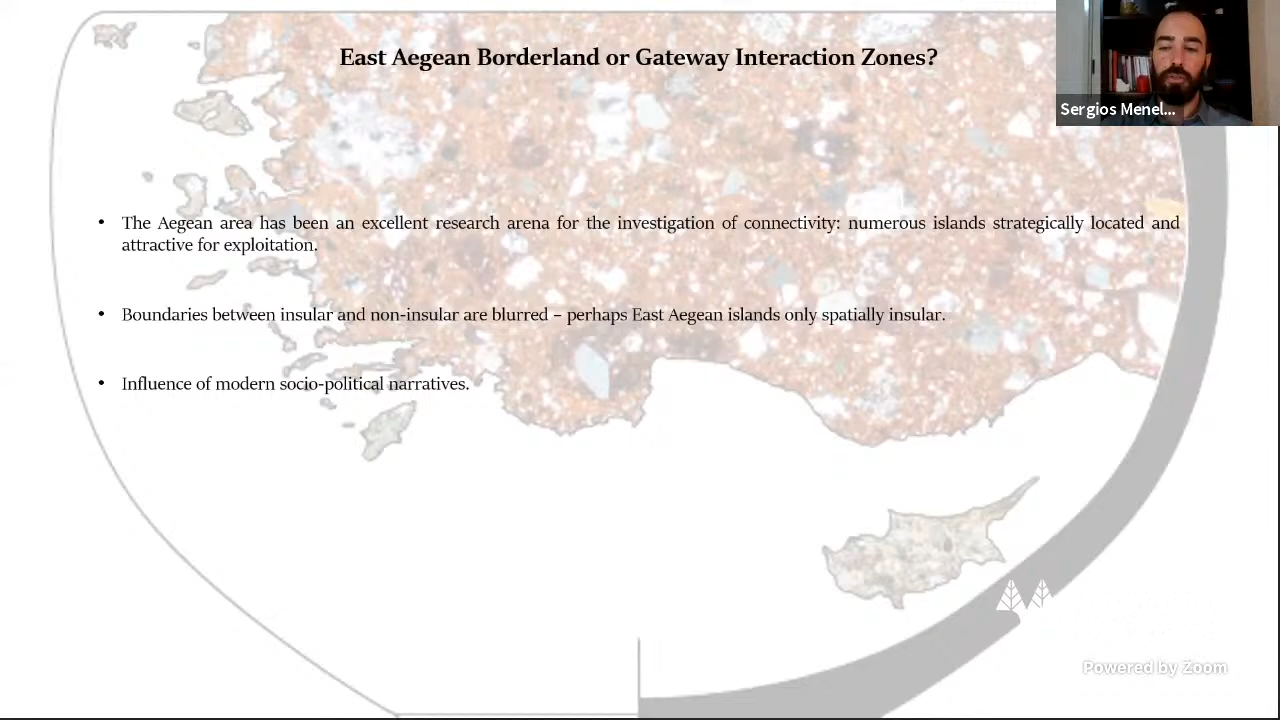 East Aegean Borderland or Gateway Interaction Zones?
Sergios Menel...
• The Aegean area has been an excellent research arena for the investigation of connectivity: numerous islands strategically located and
attractive for exploitation.
• Boundaries between insular and non-insular are blurred – perhaps East Aegean islands only spatially insular.
• Influence of modern socio-political narratives.
Powered by Zoom